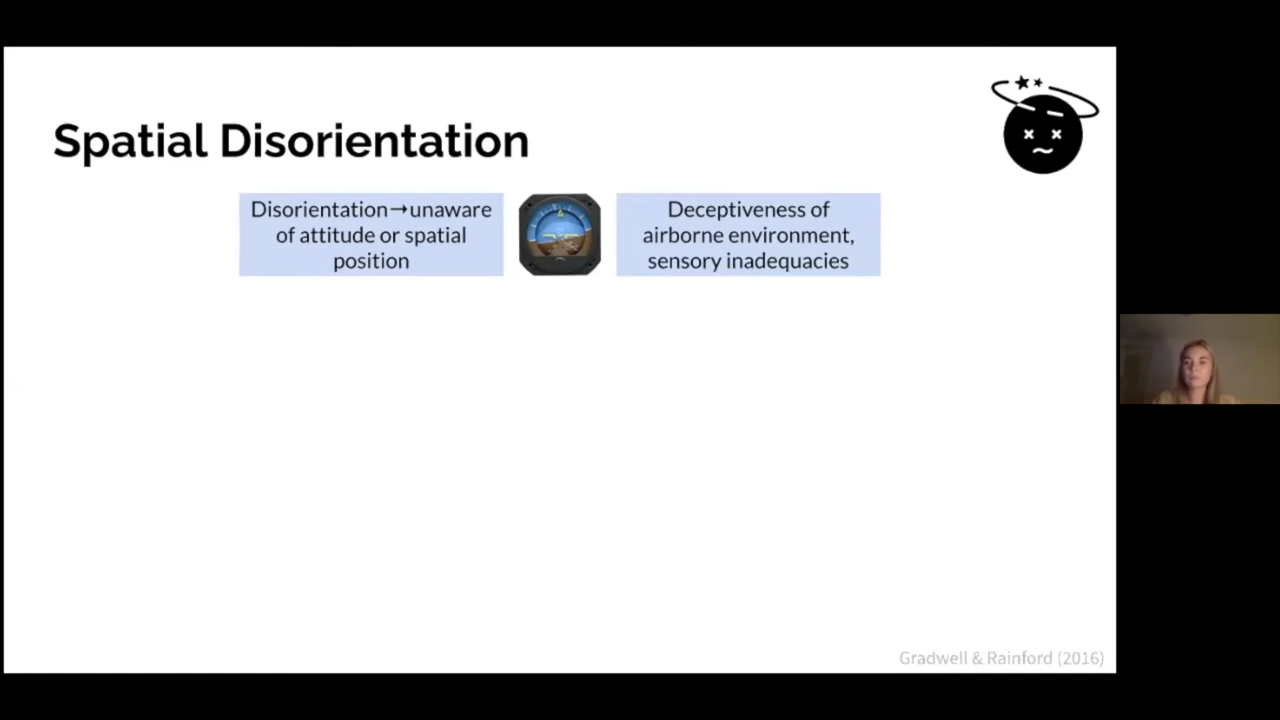 Spatial Disorientation
Disorientation→unaware
of attitude or spatial
position
Deceptiveness of
airborne environment,
sensory inadequacies
Gradwell & Rainford (2016)